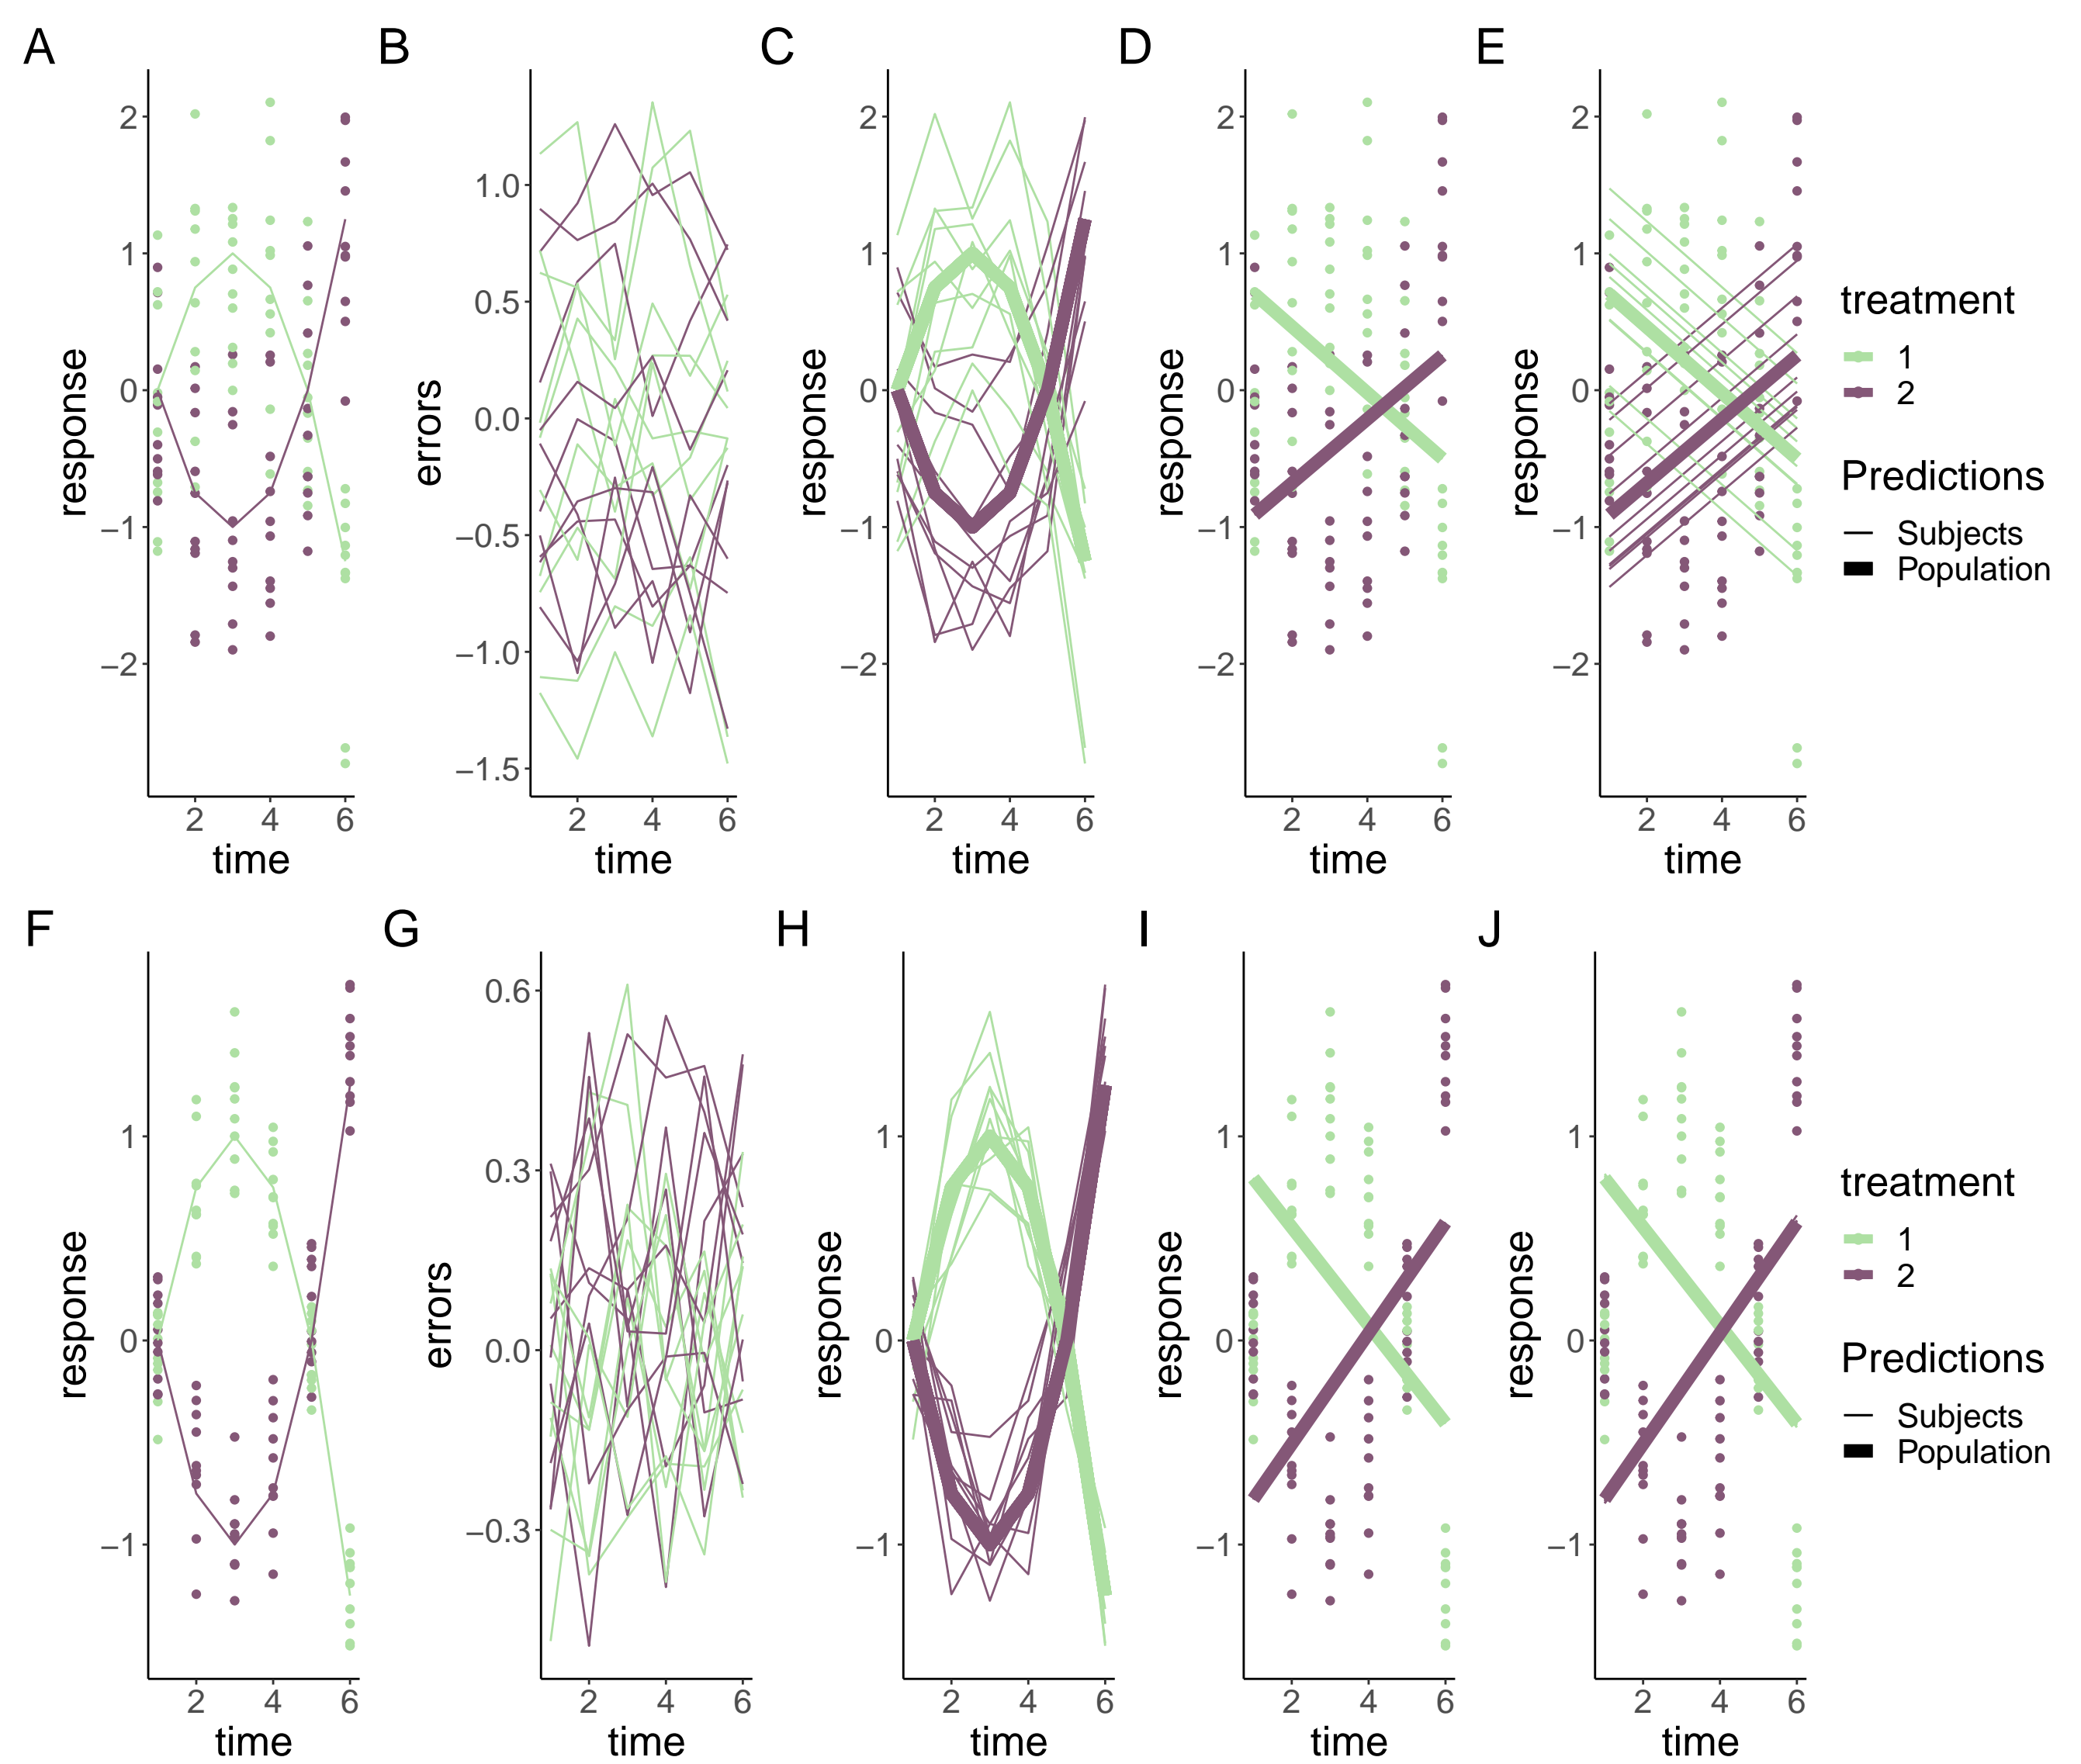 A B C D E
response
2
1
0
−1
−2
2 4 6
time
errors
1.0
0.5
0.0
−0.5
−1.0
−1.5
2 4 6
time
response
2
1
0
−1
−2
2 4 6
time
response
2
1
0
−1
−2
2 4 6
time
response
2
1
0
−1
−2
2 4 6
time
treatment
1
2
Predictions
Subjects
Population
F G H I J
response
1
0
−1
2 4 6
time
errors
0.6
0.3
0.0
−0.3
2 4 6
time
response
1
0
−1
2 4 6
time
response
1
0
−1
2 4 6
time
response
1
0
−1
2 4 6
time
treatment
1
2
Predictions
Subjects
Population